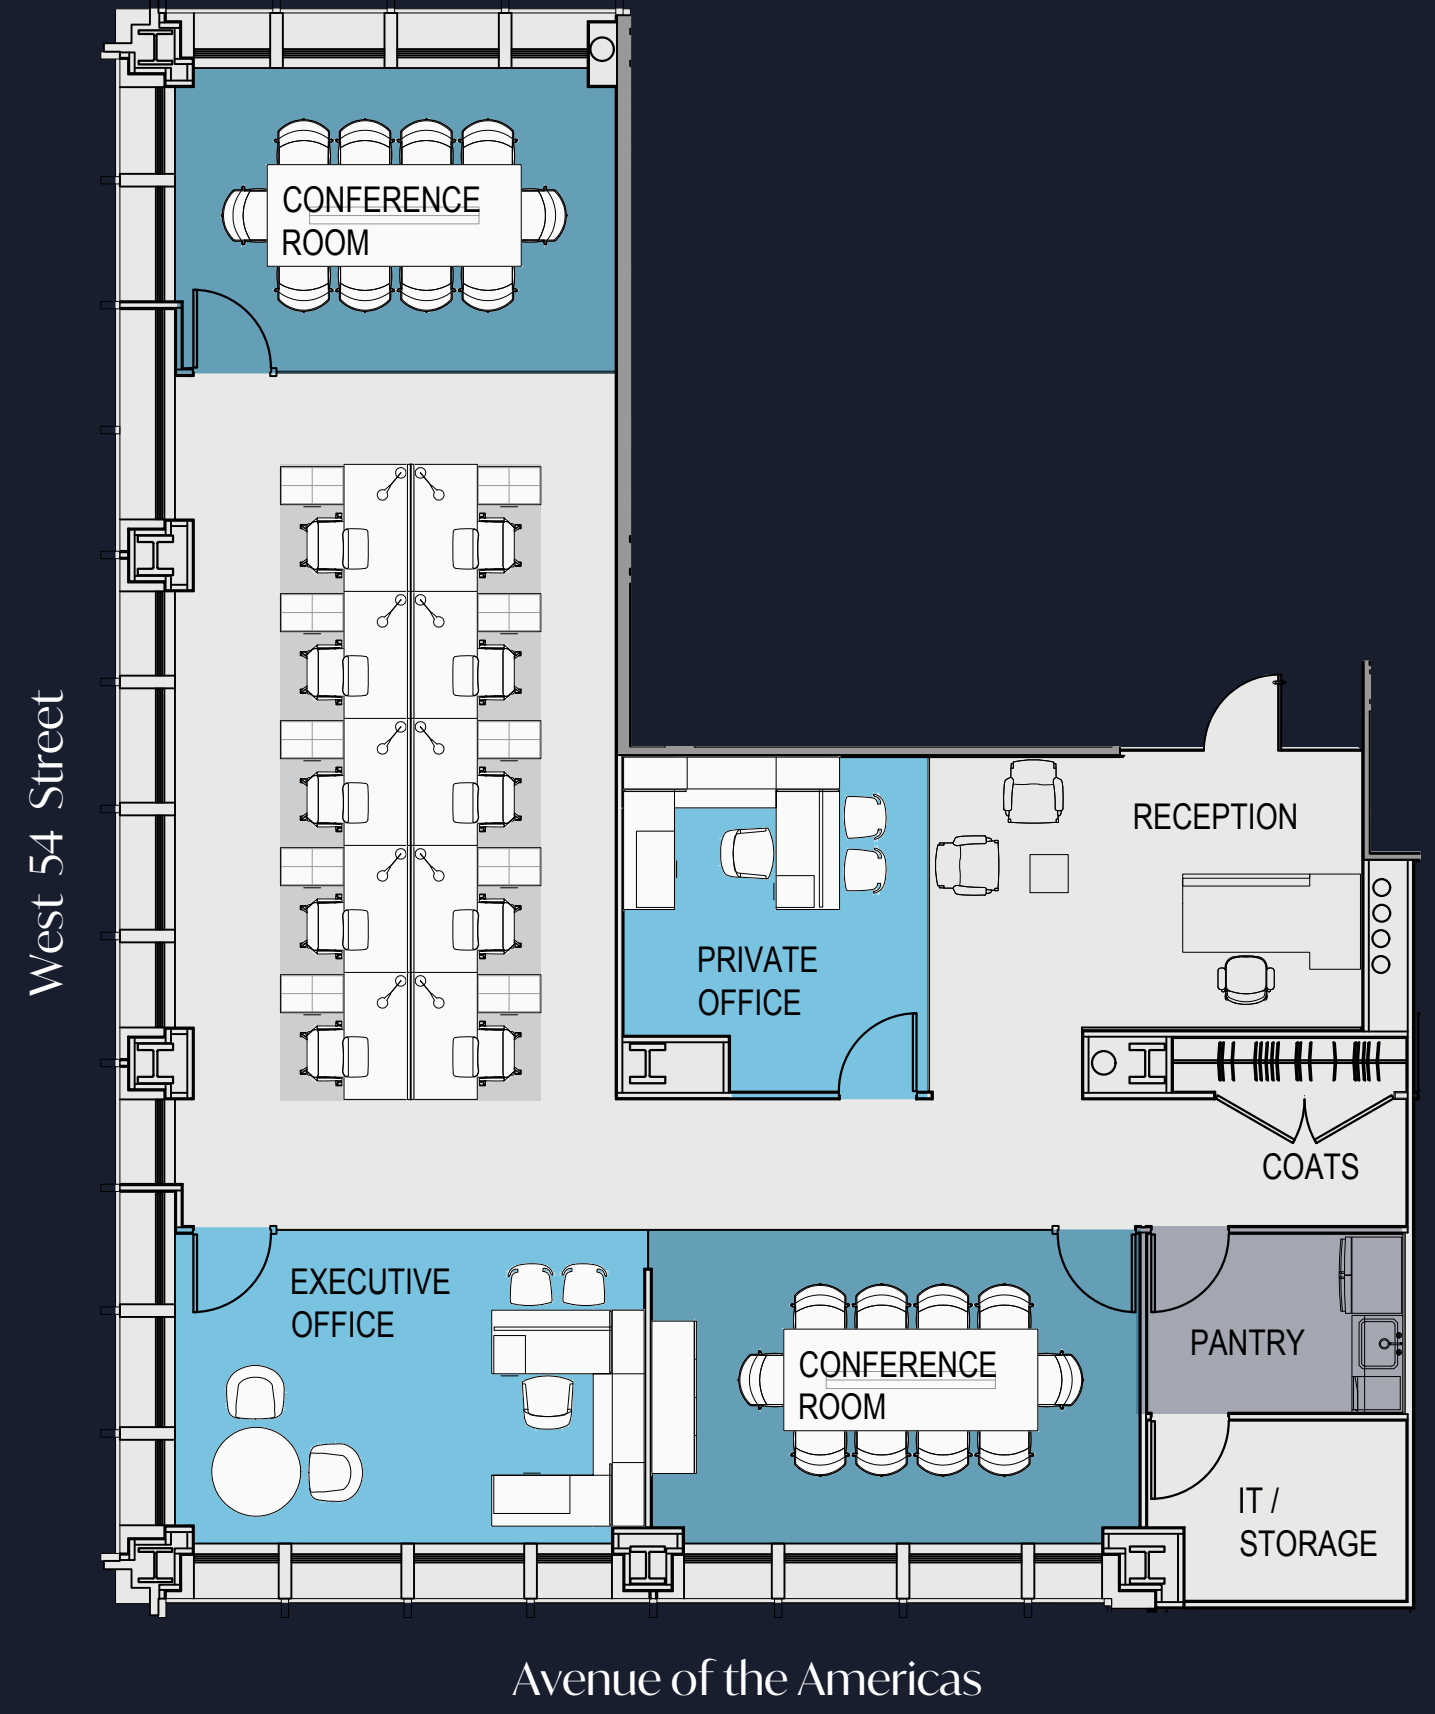 CONFERENCE
ROOM
West 54 Street
RECEPTION
PRIVATE
OFFICE
COATS
EXECUTIVE
OFFICE
CONFERENCE
ROOM
PANTRY
IT /
STORAGE
Avenue of the Americas